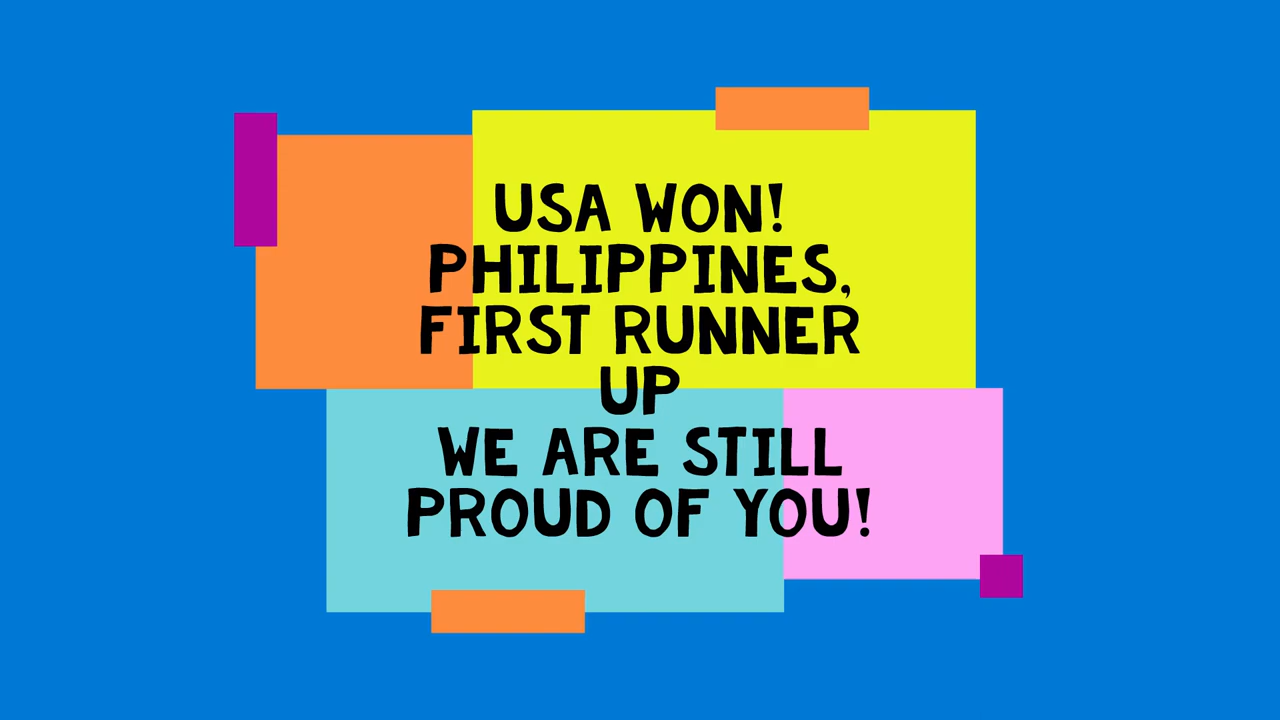 USA WON!
PHILIPPINES,
FIRST RUNNER
UP
WE ARE STILL
PROUD OF YOU!